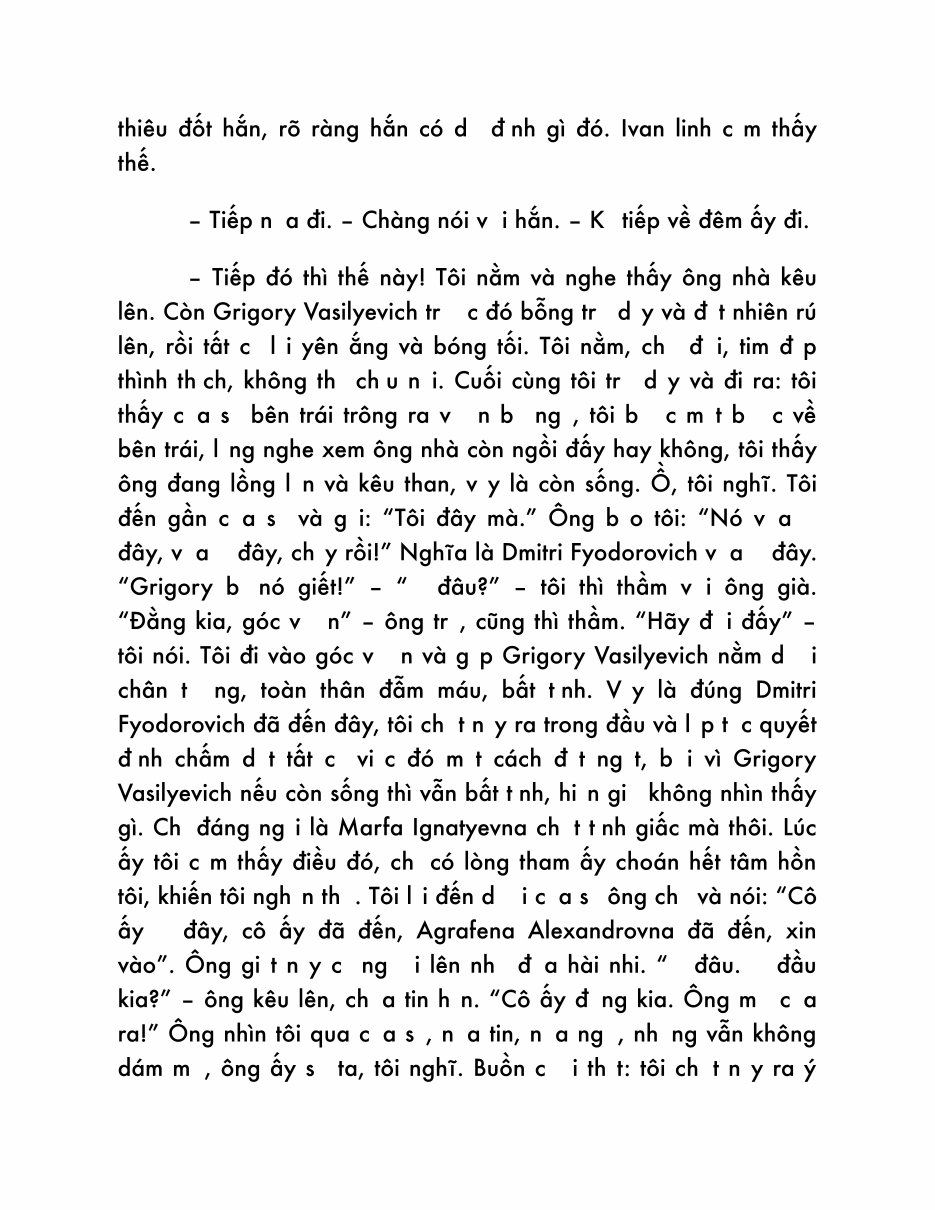 thiêu đốt hắn, rõ ràng hắn có d đ nh gì đó. Ivan linh c m thấy
thế.
– Tiếp n a đi. – Chàng nói v i hắn. – K tiếp về đêm ấy đi.
– Tiếp đó thì thế này! Tôi nằm và nghe thấy ông nhà kêu
lên. Còn Grigory Vasilyevich tr c đó bỗng tr d y và đ t nhiên rú
lên, rồi tất c l i yên ắng và bóng tối. Tôi nằm, ch đ i, tim đ p
thình th ch, không th ch u n i. Cuối cùng tôi tr d y và đi ra: tôi
thấy c a s bên trái trông ra v n b ng , tôi b c m t b c về
bên trái, l ng nghe xem ông nhà còn ngồi đấy hay không, tôi thấy
ông đang lồng l n và kêu than, v y là còn sống. Ồ, tôi nghĩ. Tôi
đến gần c a s và g i: “Tôi đây mà.” Ông b o tôi: “Nó v a
đây, v a đây, ch y rồi!” Nghĩa là Dmitri Fyodorovich v a đây.
“Grigory b nó giết!” – “ đâu?” – tôi thì thầm v i ông già.
“Đằng kia, góc v n” – ông tr , cũng thì thầm. “Hãy đ i đấy” –
tôi nói. Tôi đi vào góc v n và g p Grigory Vasilyevich nằm d i
chân t ng, toàn thân đẫm máu, bất t nh. V y là đúng Dmitri
Fyodorovich đã đến đây, tôi ch t n y ra trong đầu và l p t c quyết
đ nh chấm d t tất c vi c đó m t cách đ t ng t, b i vì Grigory
Vasilyevich nếu còn sống thì vẫn bất t nh, hi n gi không nhìn thấy
gì. Ch đáng ng i là Marfa Ignatyevna ch t t nh giấc mà thôi. Lúc
ấy tôi c m thấy điều đó, ch có lòng tham ấy choán hết tâm hồn
tôi, khiến tôi ngh n th . Tôi l i đến d i c a s ông ch và nói: “Cô
ấy đây, cô ấy đã đến, Agrafena Alexandrovna đã đến, xin
vào”. Ông gi t n y c ng i lên nh đ a hài nhi. “ đâu. đầu
kia?” – ông kêu lên, ch a tin h n. “Cô ấy đ ng kia. Ông m c a
ra!” Ông nhìn tôi qua c a s , n a tin, n a ng , nh ng vẫn không
dám m , ông ấy s ta, tôi nghĩ. Buồn c i th t: tôi ch t n y ra ý